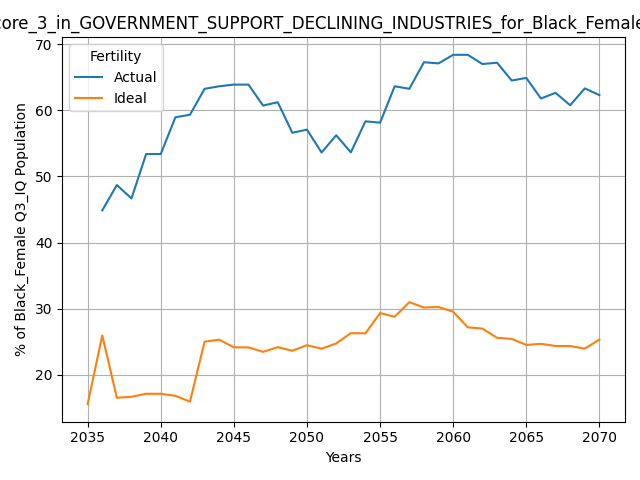 core_3_in_GOVERNMENT_SUPPORT_DECLINING_INDUSTRIES_for_Black_Female
Fertility
Actual
Ideal
70
60
50
40
30
20
% of Black_Female Q3_IQ Population
2035 2040 2045 2050 2055 2060 2065 2070
Years